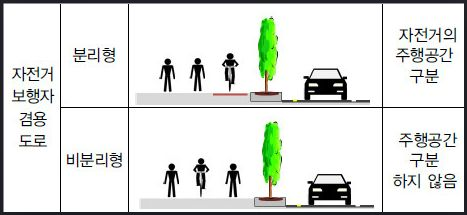 자전거
보행자
겸용
도로
분리형
자전거의
주행공간
구분
비분리형
주행공간
구분
하지 않음